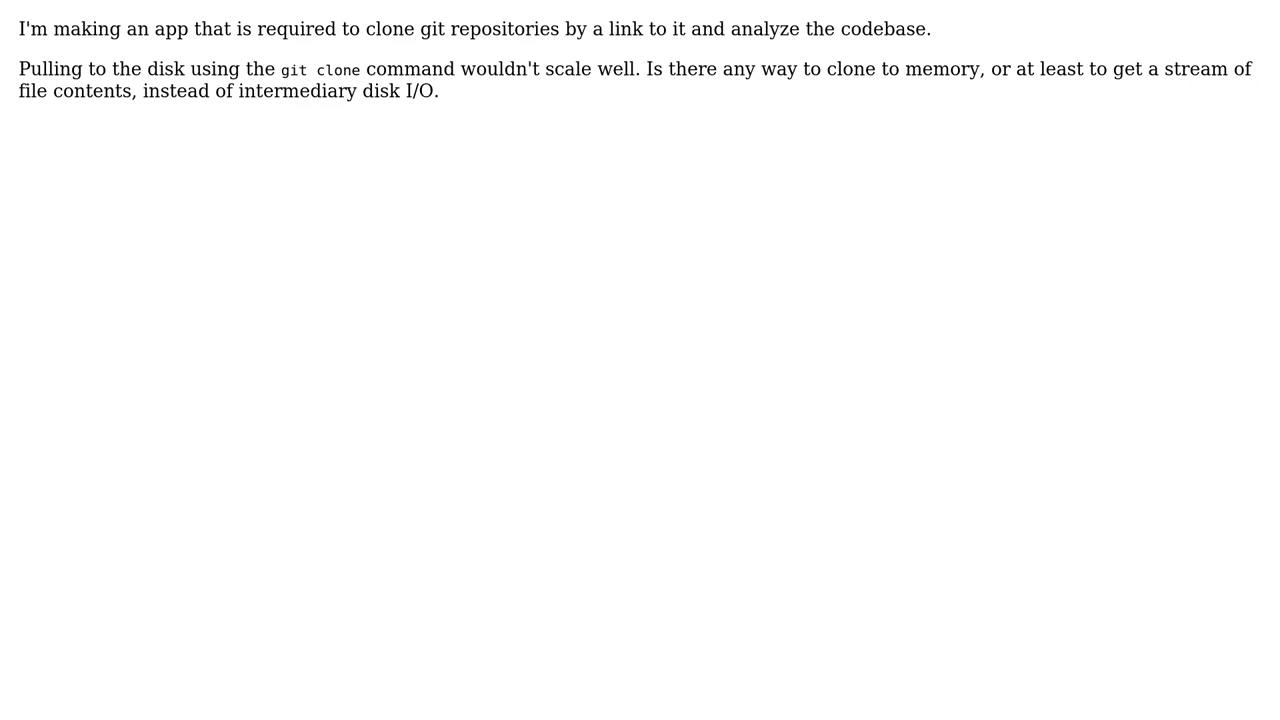 I'm making an app that is required to clone git repositories by a link to it and analyze the codebase.
Pulling to the disk using the git clone command wouldn't scale well. Is there any way to clone to memory, or at least to get a stream of
file contents, instead of intermediary disk I/O.